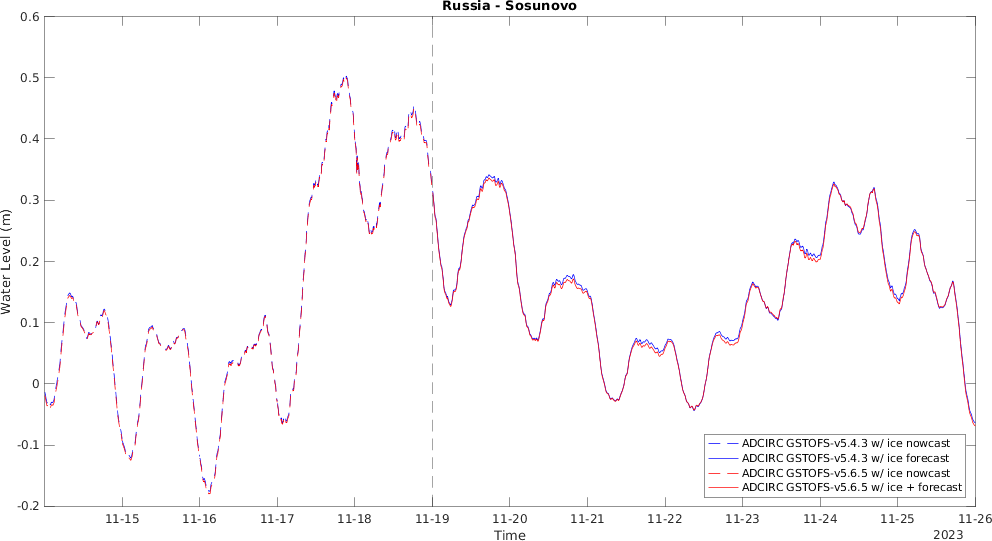 Russia - Sosunovo
Water Level (m)
0.6
0.5
0.4
0.3
0.2
0.1
0
-0.1
-0.2
11-15 11-16 11-17 11-18 11-19 11-20 11-21 11-22 11-23 11-24 11-25 11-26
Time
2023
ADCIRC GSTOFS-v5.4.3 w/ ice nowcast
ADCIRC GSTOFS-v5.4.3 w/ ice forecast
ADCIRC GSTOFS-v5.6.5 w/ ice nowcast
ADCIRC GSTOFS-v5.6.5 w/ ice + forecast